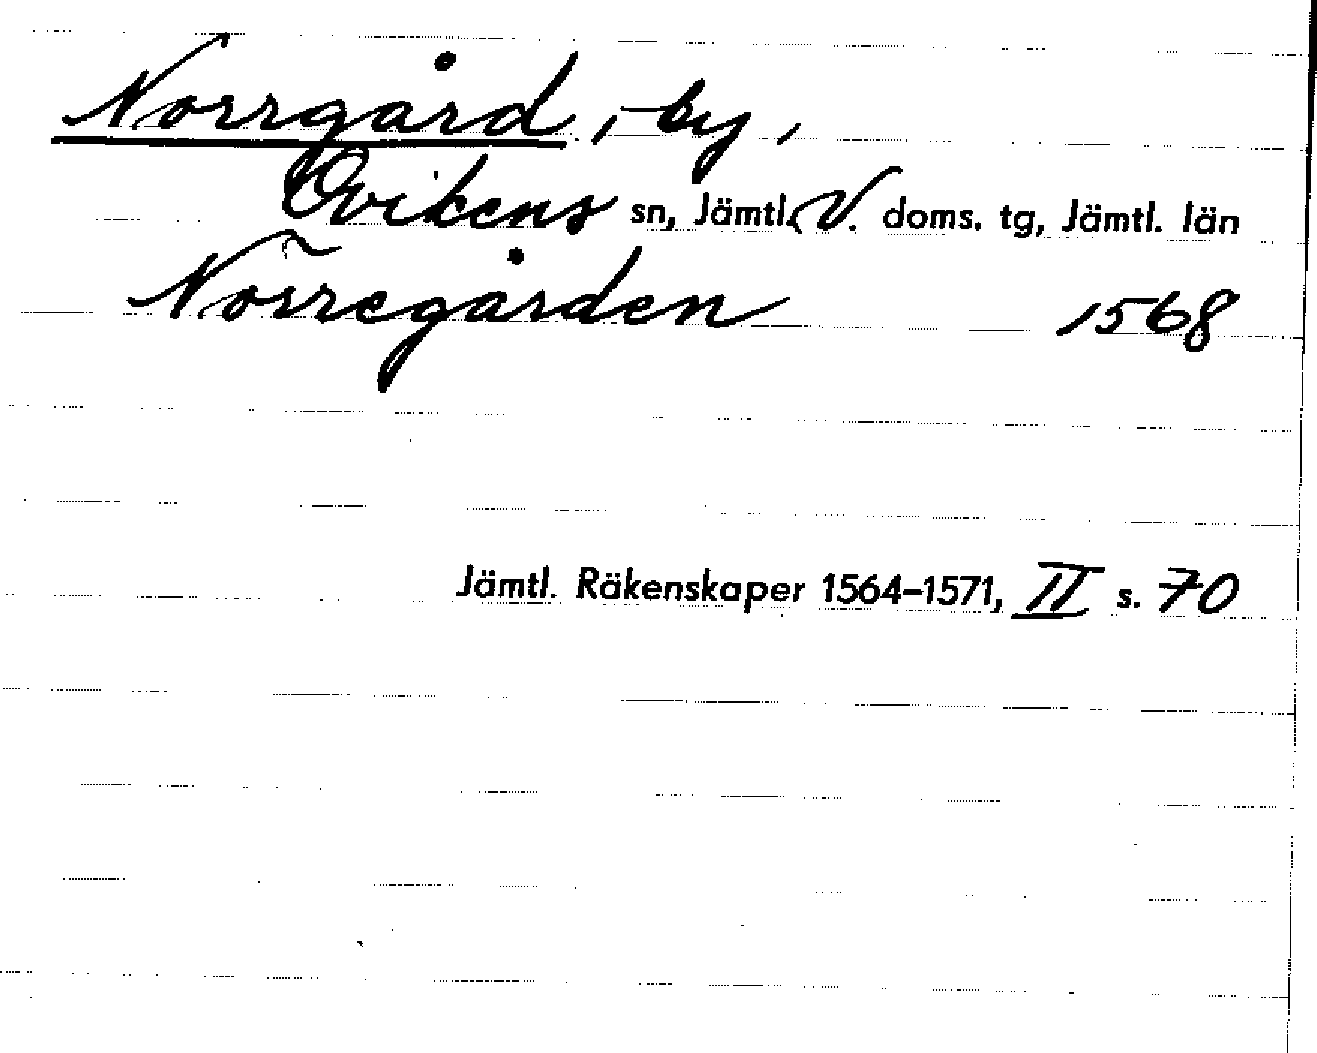 Norrgård, -by,
Ovikens sn, Jämtl. V. doms. tg, Jämtl. län
Norregården 1568
Jämtl. Räkenskaper 1564–1571, II s. 70